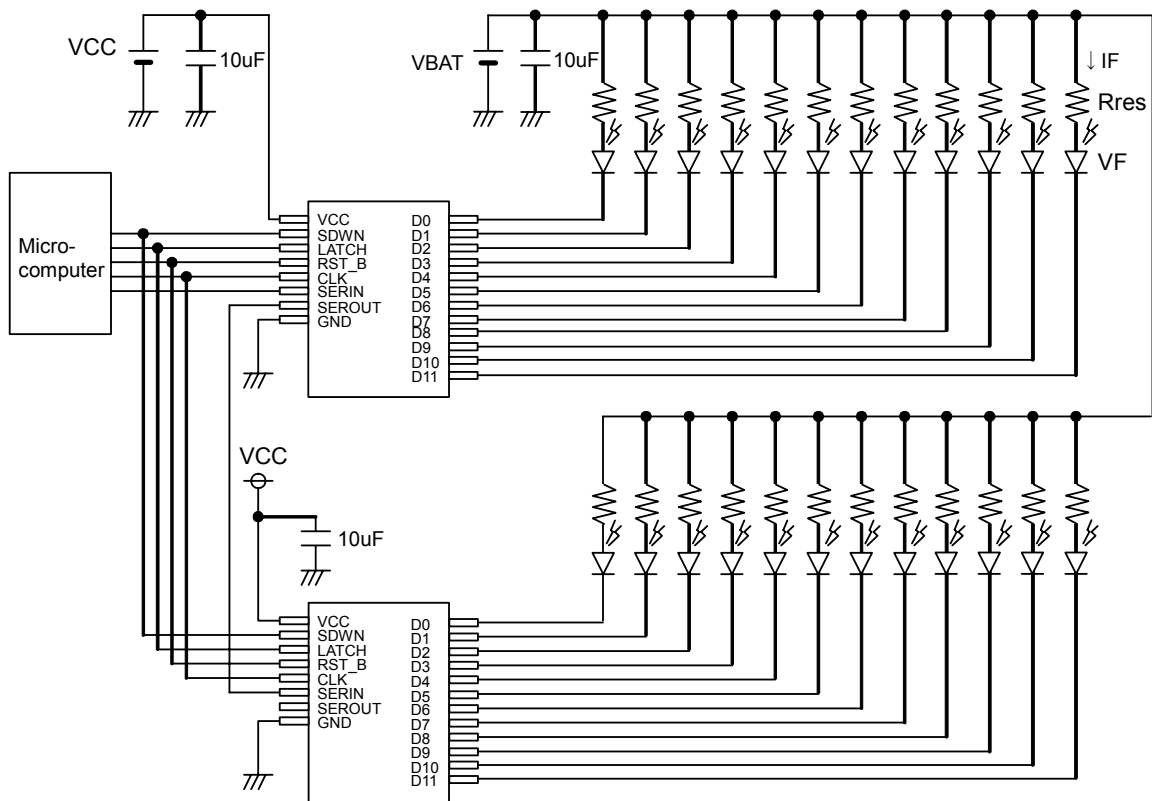 VCC
10uF
VBAT
10uF
↓ IF
Rres
VF
Micro-
computer
VCC
SDWN
LATCH
RST_B
CLK
SERIN
SEROUT
GND
D0
D1
D2
D3
D4
D5
D6
D7
D8
D9
D10
D11
VCC
10uF
VCC
SDWN
LATCH
RST_B
CLK
SERIN
SEROUT
GND
D0
D1
D2
D3
D4
D5
D6
D7
D8
D9
D10
D11